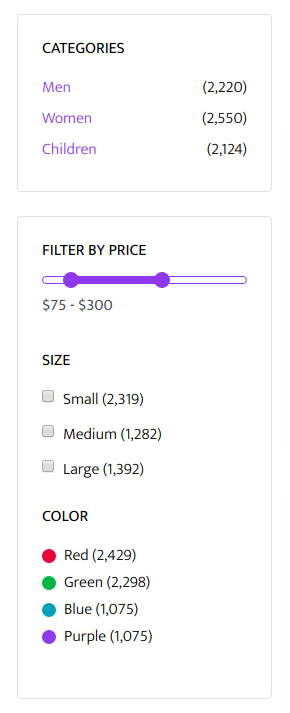 CATEGORIES
Men (2,220)
Women (2,550)
Children (2,124)
FILTER BY PRICE
$75 - $300
SIZE
Small (2,319)
Medium (1,282)
Large (1,392)
COLOR
Red (2,429)
Green (2,298)
Blue (1,075)
Purple (1,075)